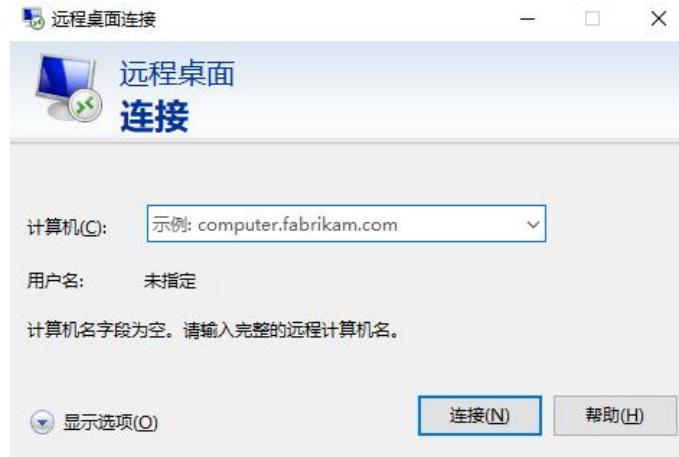 远程桌面连接
远程桌面
连接
计算机(C): 示例: computer.fabrikam.com
用户名: 未指定
计算机名字段为空。请输入完整的远程计算机名。
显示选项(O) 连接(N) 帮助(H)